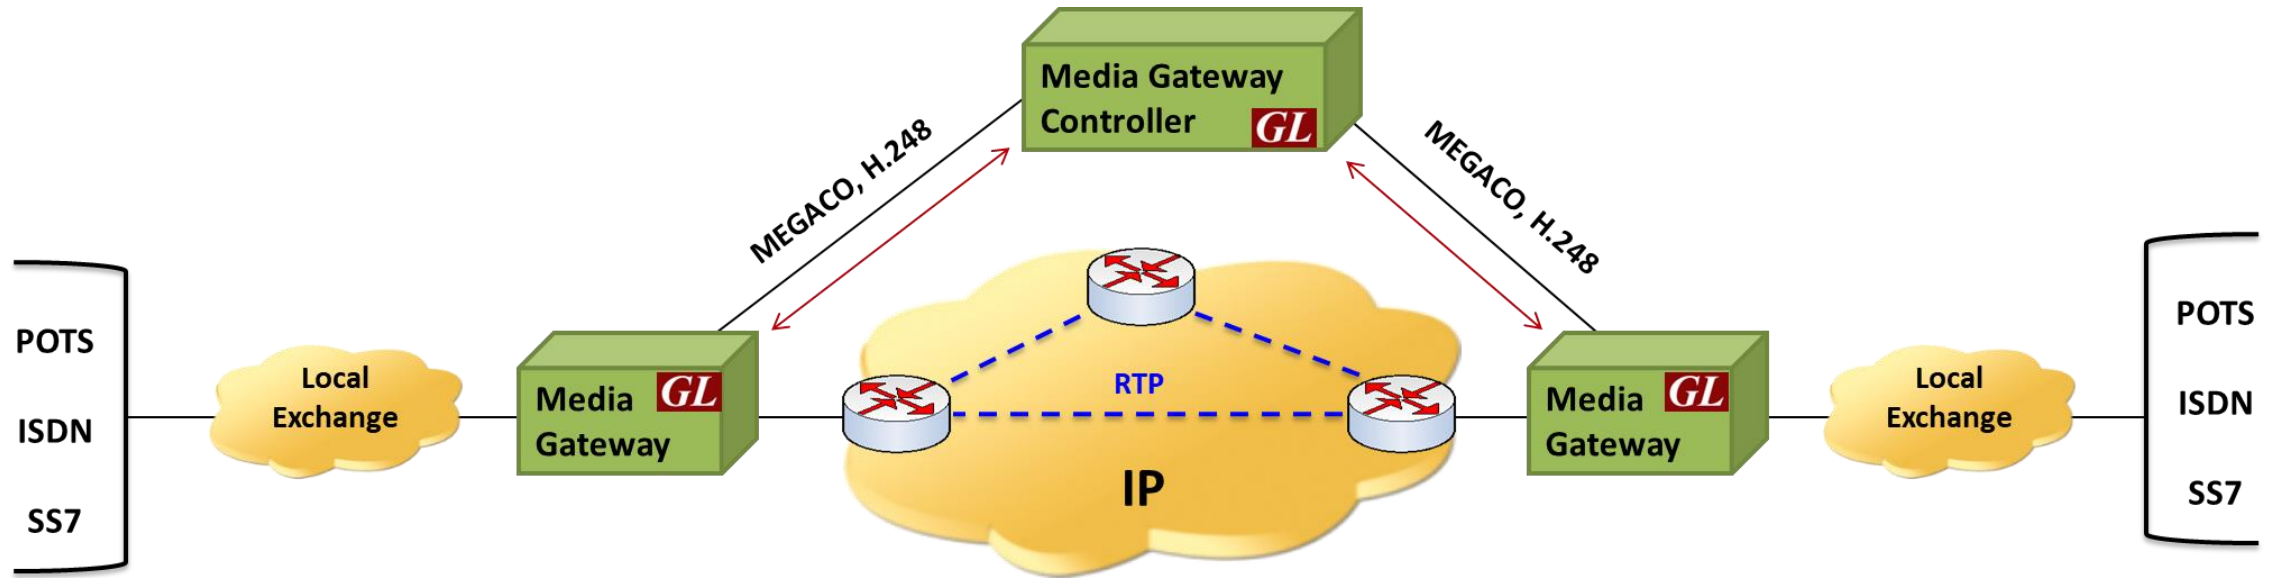 Media Gateway
Controller
GL
MEGACO, H.248
MEGACO, H.248
POTS
ISDN
SS7
Local
Exchange
Media
Gateway
GL
RTP
IP
Media
Gateway
GL
Local
Exchange
POTS
ISDN
SS7